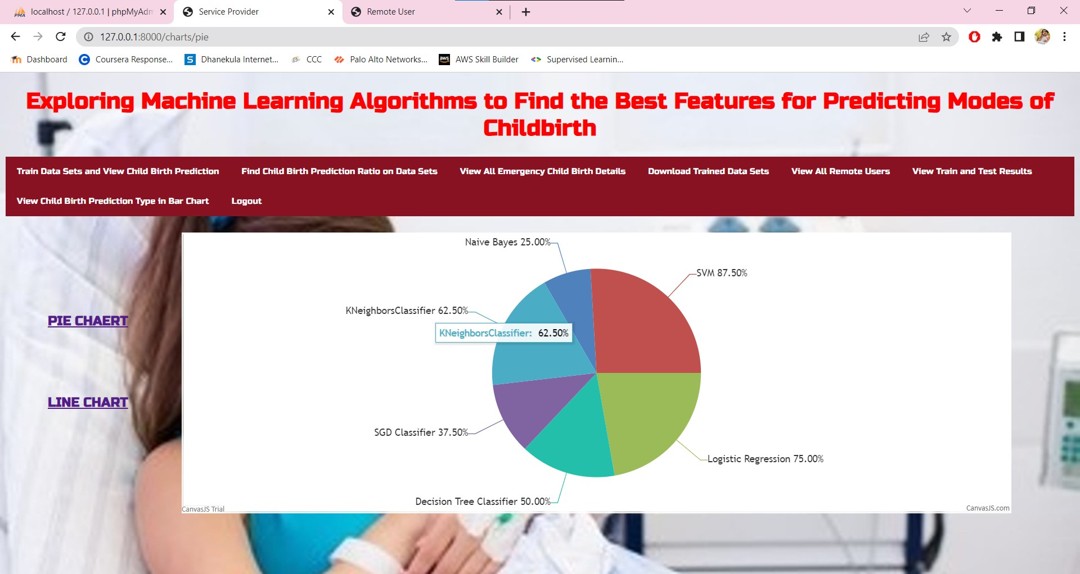 localhost / 127.0.0.1 | phpMyAdm
Service Provider
Remote User
127.0.0.1:8000/charts/pie
Dashboard
Coursera Response...
Dhanekula Internet...
CCC
Palo Alto Networks...
AWS Skill Builder
Supervised Learnin...
Exploring Machine Learning Algorithms to Find the Best Features for Predicting Modes of
Childbirth
Train Data Sets and View Child Birth Prediction
Find Child Birth Prediction Ratio on Data Sets
View All Emergency Child Birth Details
Download Trained Data Sets
View All Remote Users
View Train and Test Results
View Child Birth Prediction Type in Bar Chart
Logout
Naive Bayes 25.00%
SVM 87.50%
KNeighborsClassifier 62.50%
KNeighborsClassifier: 62.50%
PIE CHAERT
LINE CHART
SGD Classifier 37.50%
Logistic Regression 75.00%
Decision Tree Classifier 50.00%
CanvasJS Trial
CanvasJS.com